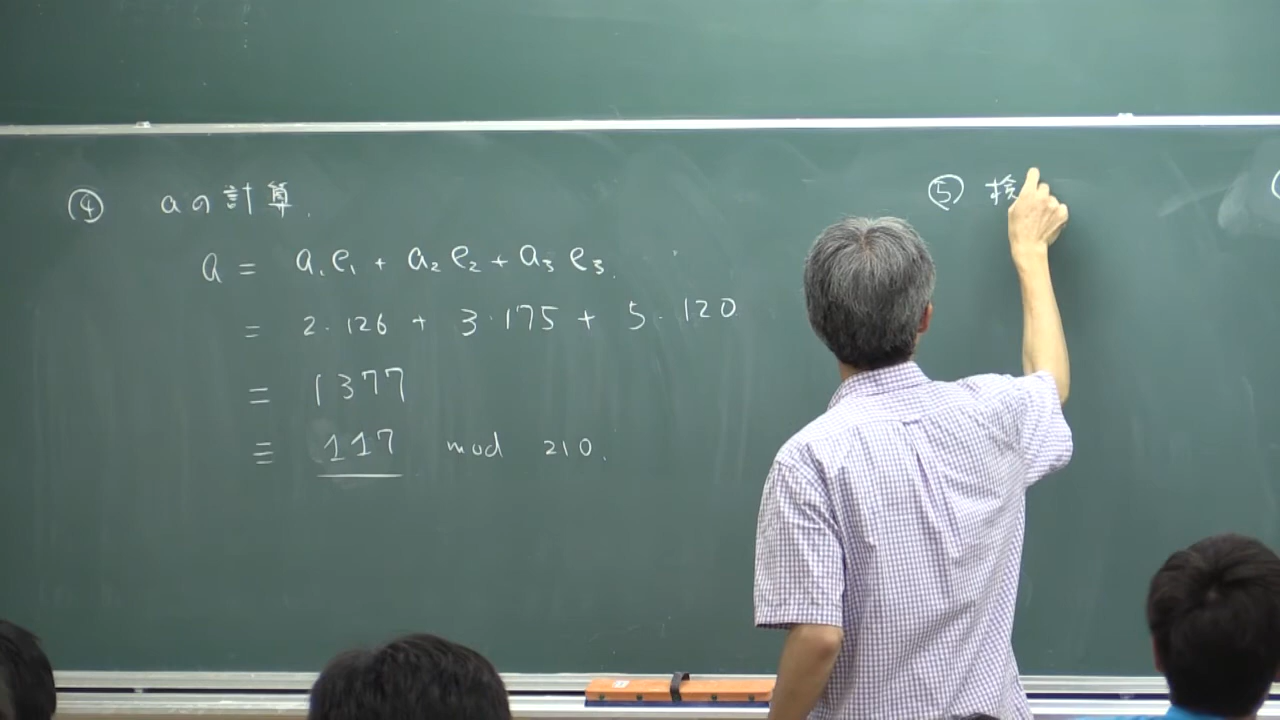 ④ aの計算.
a = a₁e₁ + a₂e₂ + a₃e₃.
= 2・126 + 3・175 + 5・120
= 1377
≡ 117 mod 210.
⑤ 検